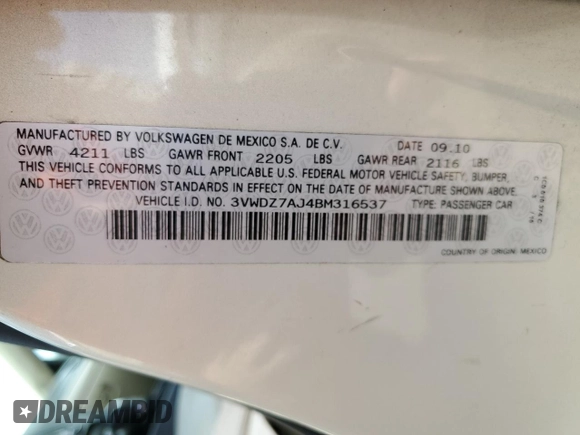 MANUFACTURED BY VOLKSWAGEN DE MEXICO S.A. DE C.V. DATE 09.10
GVWR 4211 LBS GAWR FRONT 2205 LBS GAWR REAR 2116 LBS
THIS VEHICLE CONFORMS TO ALL APPLICABLE U.S. FEDERAL MOTOR VEHICLE SAFETY, BUMPER,
AND THEFT PREVENTION STANDARDS IN EFFECT ON THE DATE OF MANUFACTURE SHOWN ABOVE.
VEHICLE I.D. NO. 3VWDZ7AJ4BM316537 TYPE: PASSENGER CAR
COUNTRY OF ORIGIN: MEXICO
DREAMBID